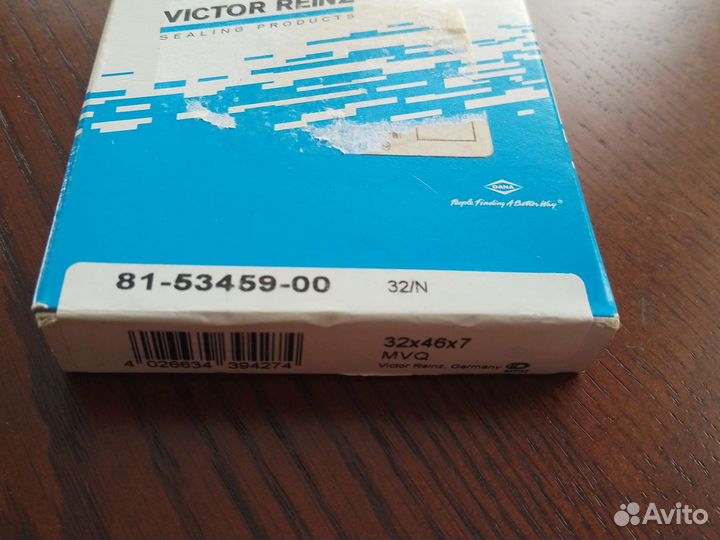 VICTOR REINZ
SEALING PRODUCTS
DANA
People Finding A Better Way®
81-53459-00 32/N
32x46x7
MVQ
Victor Reinz, Germany
4 026634 394274
Avito